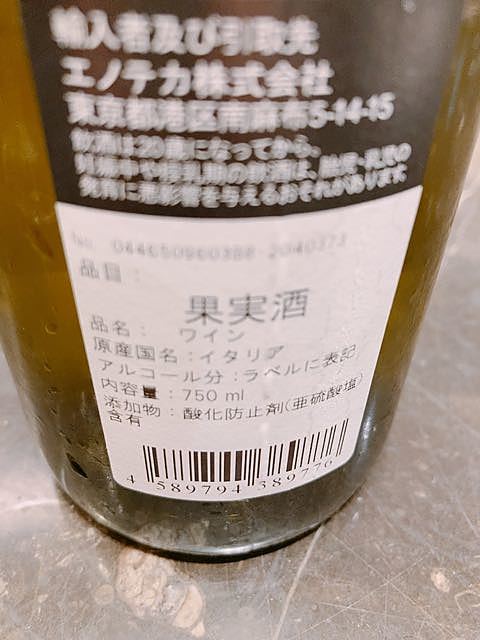 輸入者及び引取先
エノテカ株式会社
東京都港区南麻布5-14-15
飲酒は20歳になってから。
妊娠中や授乳期の飲酒は、胎児・乳児の
発育に悪影響を与えるおそれがあります
No. 044650960388-2040373
品目：
果実酒
品名： ワイン
原産国名：イタリア
アルコール分：ラベルに表記
内容量：750 ml
添加物：酸化防止剤(亜硫酸塩)
含有
4 589794 389776